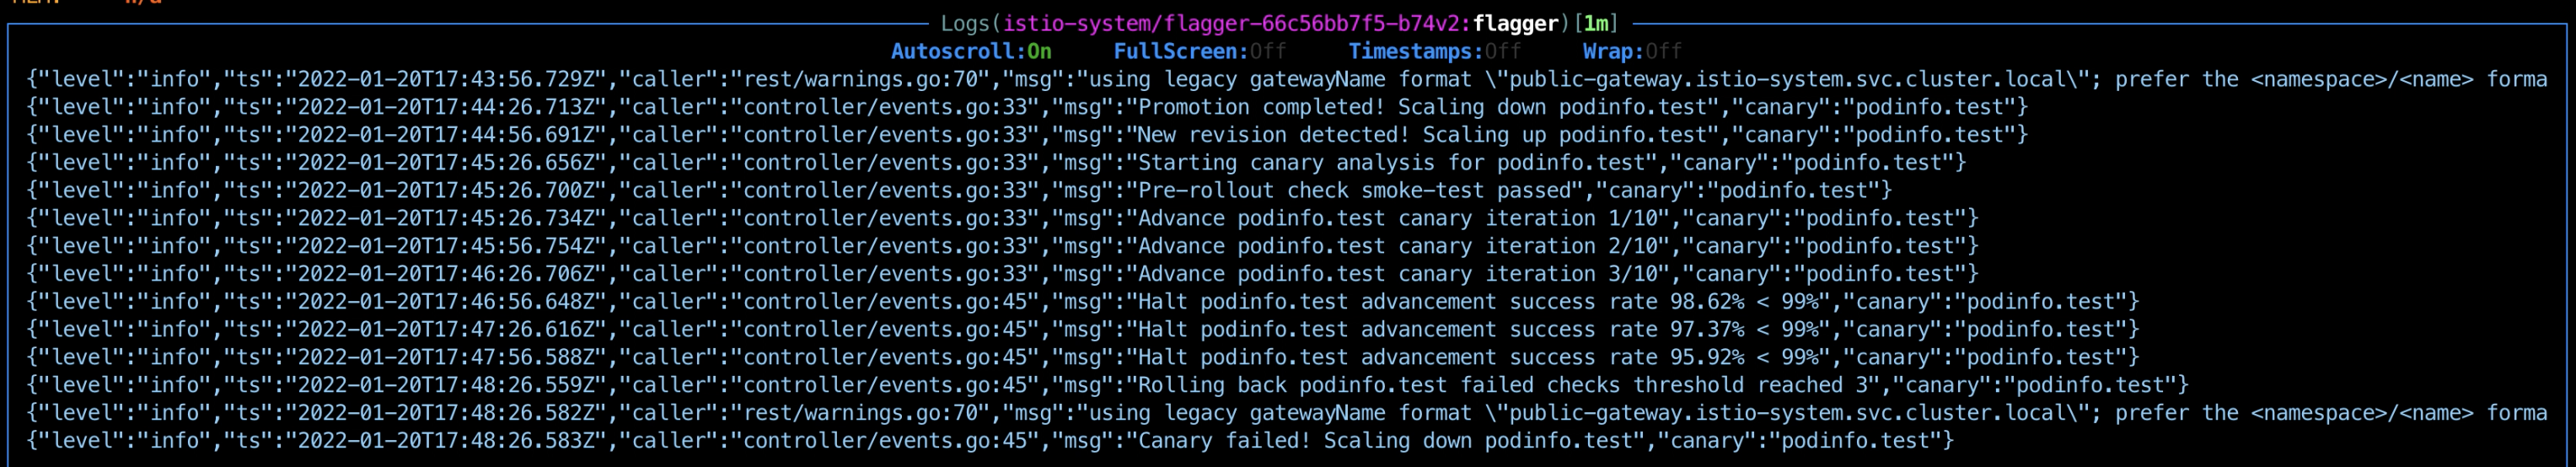 MEM: n/a
Logs(istio-system/flagger-66c56bb7f5-b74v2:flagger)[1m]
Autoscroll:On FullScreen:Off Timestamps:Off Wrap:Off
{"level":"info","ts":"2022-01-20T17:43:56.729Z","caller":"rest/warnings.go:70","msg":"using legacy gatewayName format \"public-gateway.istio-system.svc.cluster.local\"; prefer the <namespace>/<name> forma
{"level":"info","ts":"2022-01-20T17:44:26.713Z","caller":"controller/events.go:33","msg":"Promotion completed! Scaling down podinfo.test","canary":"podinfo.test"}
{"level":"info","ts":"2022-01-20T17:44:56.691Z","caller":"controller/events.go:33","msg":"New revision detected! Scaling up podinfo.test","canary":"podinfo.test"}
{"level":"info","ts":"2022-01-20T17:45:26.656Z","caller":"controller/events.go:33","msg":"Starting canary analysis for podinfo.test","canary":"podinfo.test"}
{"level":"info","ts":"2022-01-20T17:45:26.700Z","caller":"controller/events.go:33","msg":"Pre-rollout check smoke-test passed","canary":"podinfo.test"}
{"level":"info","ts":"2022-01-20T17:45:26.734Z","caller":"controller/events.go:33","msg":"Advance podinfo.test canary iteration 1/10","canary":"podinfo.test"}
{"level":"info","ts":"2022-01-20T17:45:56.754Z","caller":"controller/events.go:33","msg":"Advance podinfo.test canary iteration 2/10","canary":"podinfo.test"}
{"level":"info","ts":"2022-01-20T17:46:26.706Z","caller":"controller/events.go:33","msg":"Advance podinfo.test canary iteration 3/10","canary":"podinfo.test"}
{"level":"info","ts":"2022-01-20T17:46:56.648Z","caller":"controller/events.go:45","msg":"Halt podinfo.test advancement success rate 98.62% < 99%","canary":"podinfo.test"}
{"level":"info","ts":"2022-01-20T17:47:26.616Z","caller":"controller/events.go:45","msg":"Halt podinfo.test advancement success rate 97.37% < 99%","canary":"podinfo.test"}
{"level":"info","ts":"2022-01-20T17:47:56.588Z","caller":"controller/events.go:45","msg":"Halt podinfo.test advancement success rate 95.92% < 99%","canary":"podinfo.test"}
{"level":"info","ts":"2022-01-20T17:48:26.559Z","caller":"controller/events.go:45","msg":"Rolling back podinfo.test failed checks threshold reached 3","canary":"podinfo.test"}
{"level":"info","ts":"2022-01-20T17:48:26.582Z","caller":"rest/warnings.go:70","msg":"using legacy gatewayName format \"public-gateway.istio-system.svc.cluster.local\"; prefer the <namespace>/<name> forma
{"level":"info","ts":"2022-01-20T17:48:26.583Z","caller":"controller/events.go:45","msg":"Canary failed! Scaling down podinfo.test","canary":"podinfo.test"}